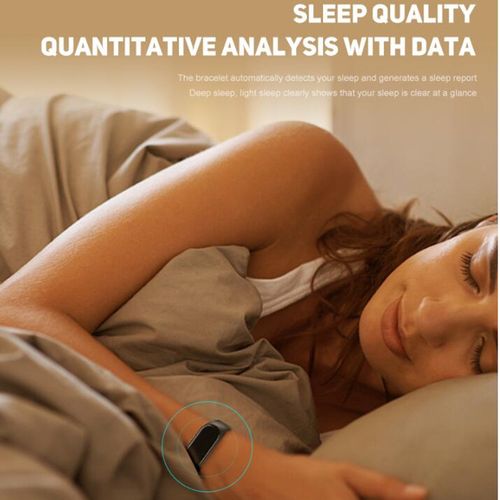 SLEEP QUALITY
QUANTITATIVE ANALYSIS WITH DATA
The bracelet automatically detects your sleep and generates a sleep report
Deep sleep, light sleep clearly shows that your sleep is clear at a glance